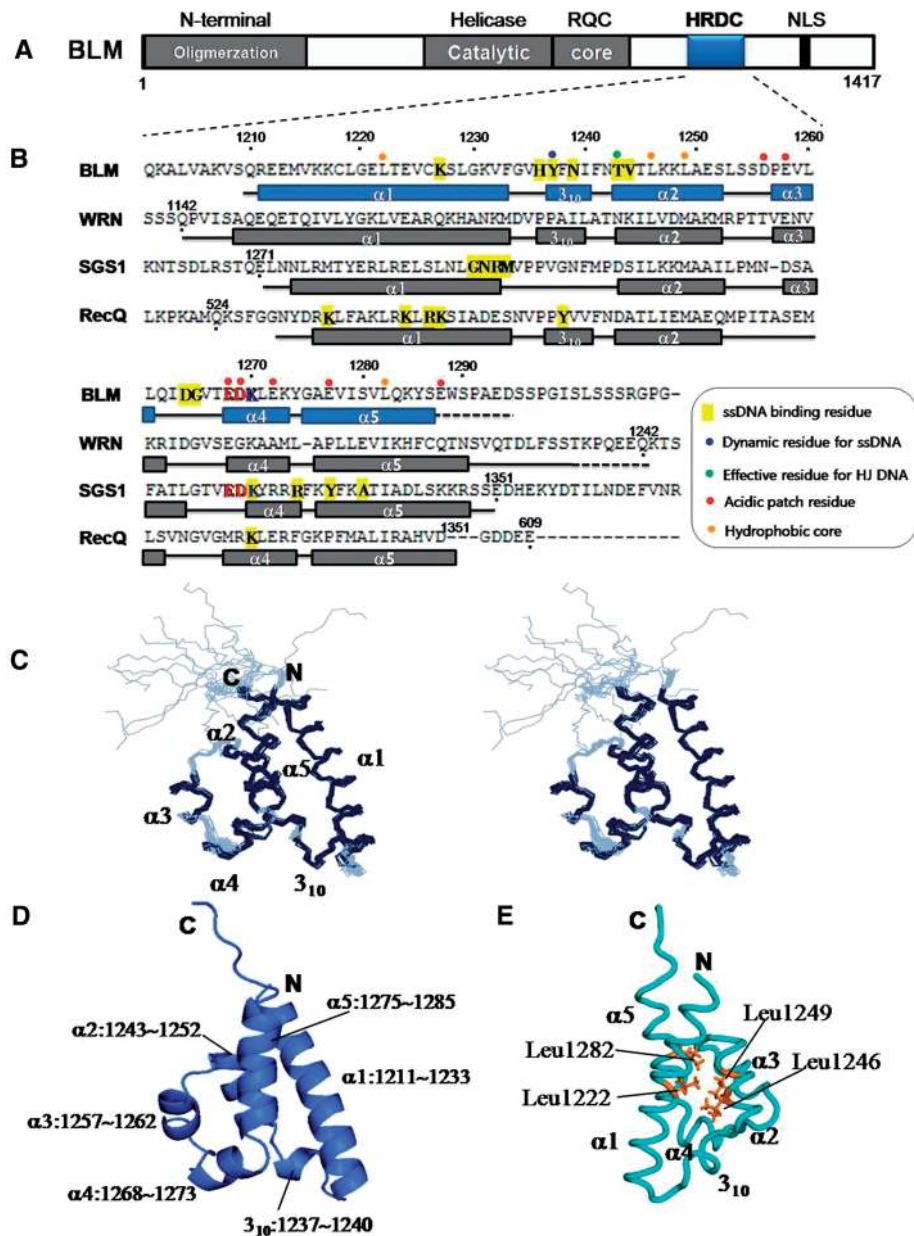 N-terminal Helicase RQC HRDC NLS
A BLM Oligmerzation Catalytic core
1 1417
B
1210 1220 1230 1240 1250 1260
BLM QKALVAKVSQREEMVKKCLGELTEVCKSLGKVFGVHYFNIFNTVTLKKLAESLSSDPEVL
α1 3₁₀ α2 α3
1142
WRN SSSQPVISAQEQETQIVLYGKLVEARQKHANKMDVPPAILATNKILVDMAKMRPTTVENV
α1 3₁₀ α2 α3
1271
SGS1 KNTSDLRSTQELNNLRMTYERLRELSLNLGNRMVPPVGNFMPDSILKKMAAILPMN-DSA
α1 α2 α3
524
RecQ LKPKAMQKSFGGNYDRKLFAKLRKLRKSIADESNVPPYVVFNDATLIEMAEQMPITASEM
α1 3₁₀ α2
1270 1280 1290
BLM LQIDGVTEDKLEKYGAEVISVLQKYSEWSPAEDSSPGISLSSSRGPG-
α4 α5
1242
WRN KRIDGVSEGKAAML-APLLEVIKHFCQTNSVQTDLFSSTKPQEEQKTS
α4 α5
1351
SGS1 FATLGTVEDKYRRRFKYFKATIADLSKKRSSEDHEKYDTILNDEFVNR
α4 α5
1351 609
RecQ LSVNGVGMRKLERFGKPFMALIRAHVD----GDDEE
α4 α5
ssDNA binding residue
Dynamic residue for ssDNA
Effective residue for HJ DNA
Acidic patch residue
Hydrophobic core
C
C N
α2
α5 α1
α3
α4 3₁₀
D
C
N
α5:1275~1285
α2:1243~1252
α1:1211~1233
α3:1257~1262
α4:1268~1273
3₁₀:1237~1240
E
C
N
α5
Leu1249
Leu1282
α3
Leu1246
Leu1222
α1
α2
α4
3₁₀